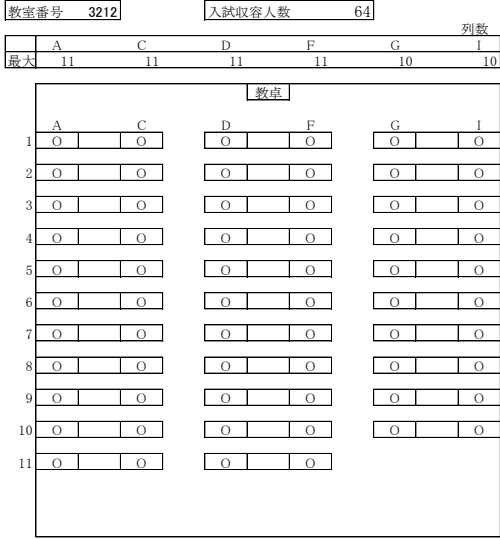 教室番号 3212 入試収容人数 64
列数
A C D F G I
最大 11 11 11 11 10 10
教卓
A C D F G I
1 O O O O O O
2 O O O O O O
3 O O O O O O
4 O O O O O O
5 O O O O O O
6 O O O O O O
7 O O O O O O
8 O O O O O O
9 O O O O O O
10 O O O O O O
11 O O O O